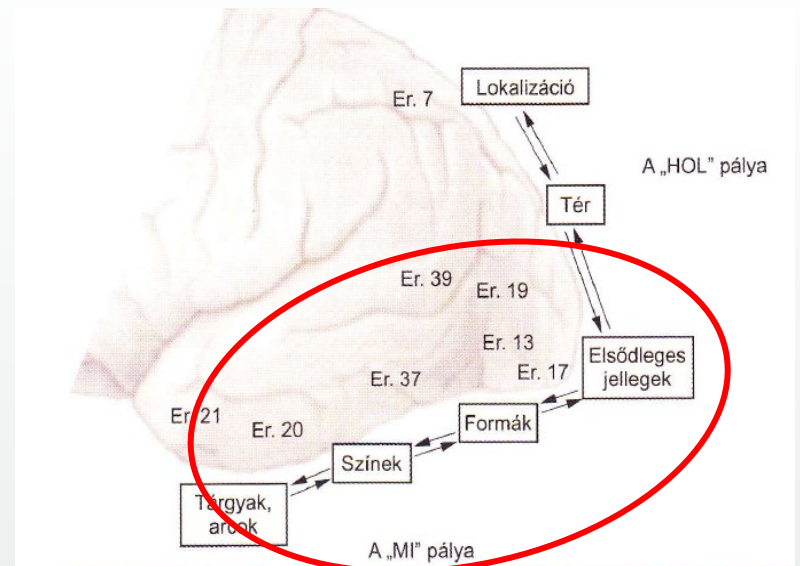 Lokalizáció
Er. 7
A „HOL” pálya
Tér
Er. 39
Er. 19
Er. 13
Elsődleges
jellegek
Er. 17
Er. 37
Er. 21
Er. 20
Formák
Színek
Tárgyak,
arcok
A „MI” pálya